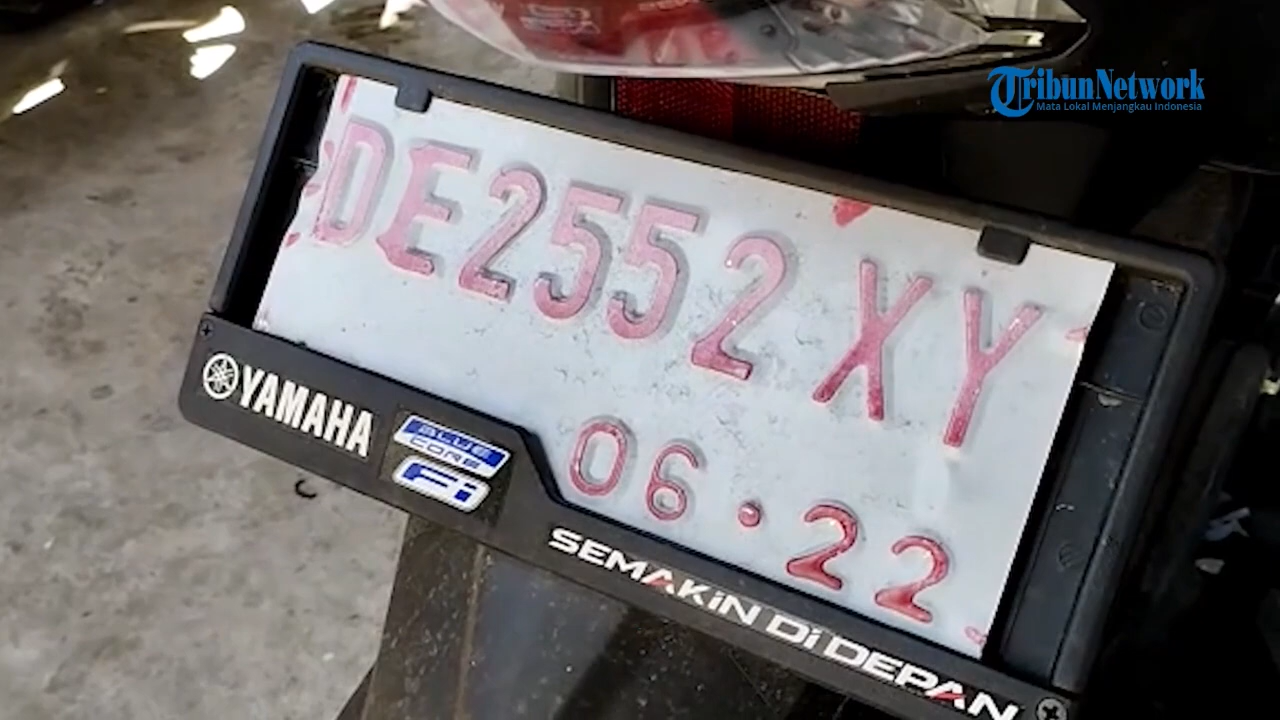 TribunNetwork
Mata Lokal Menjangkau Indonesia
DE 2552 XY
06 · 22
YAMAHA
BLUE
CORE
Fi
SEMAKiN Di DEPAN